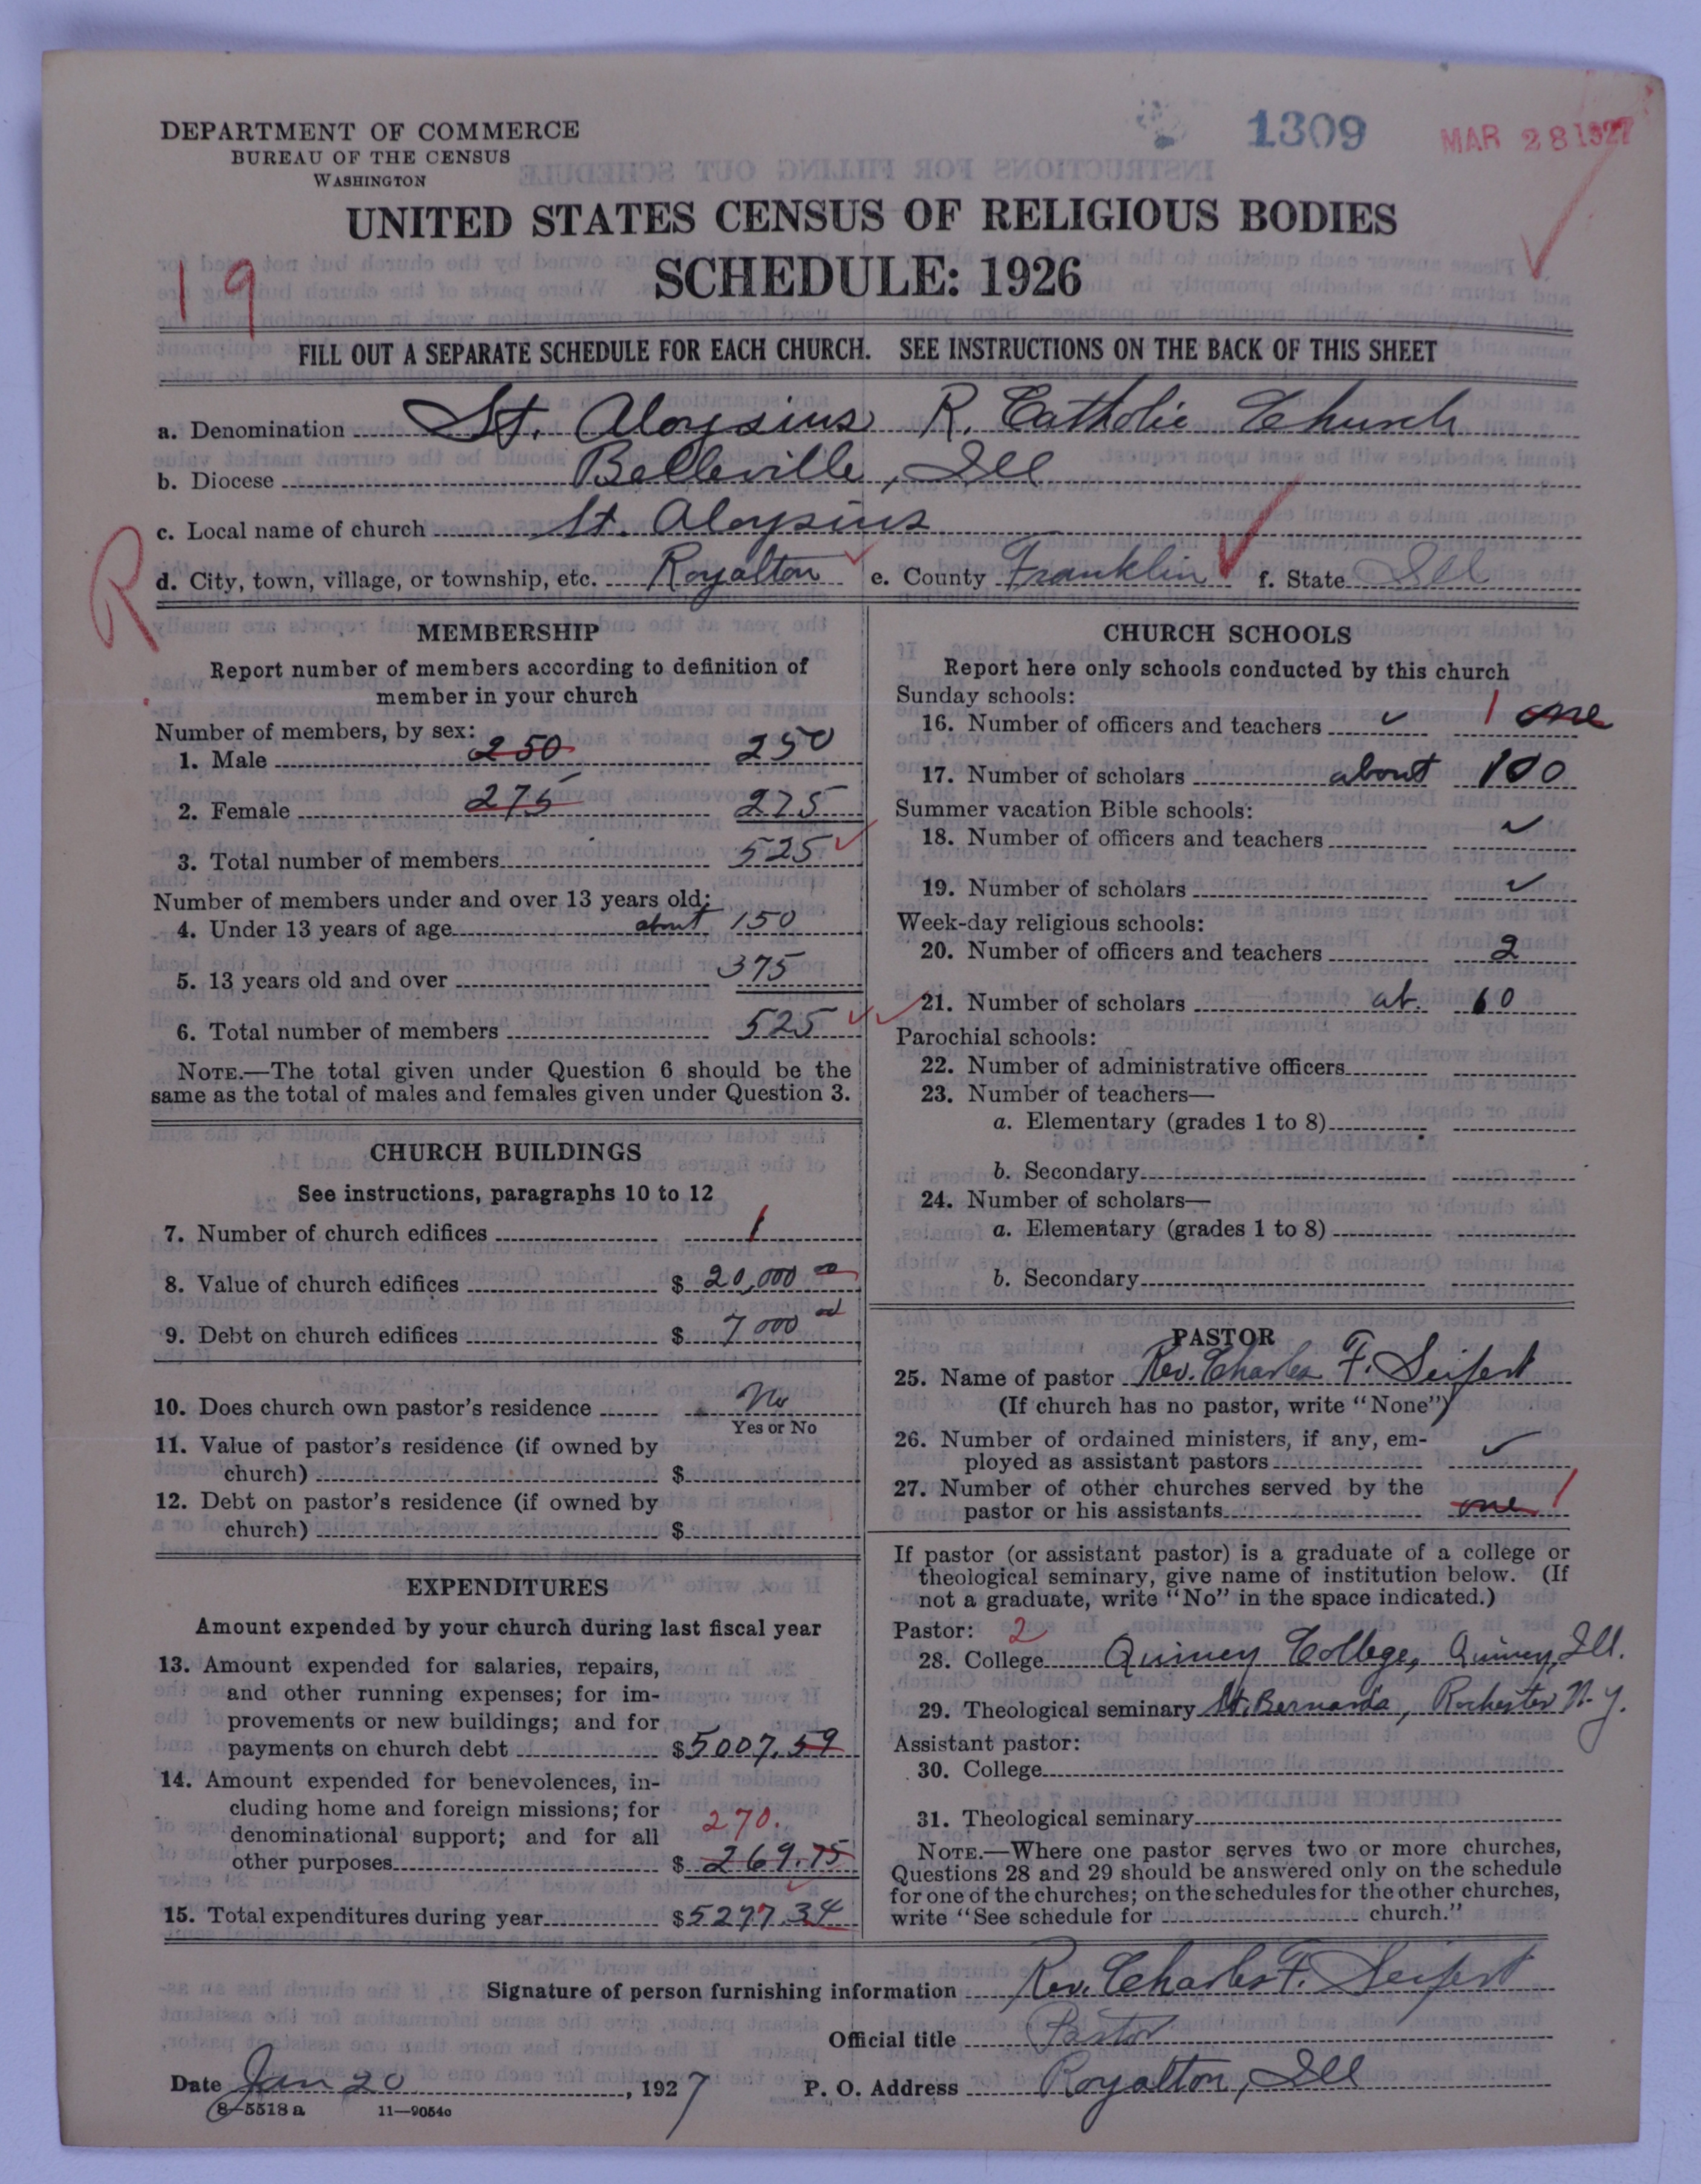 DEPARTMENT OF COMMERCE
BUREAU OF THE CENSUS
WASHINGTON
1309
MAR 28 1927
UNITED STATES CENSUS OF RELIGIOUS BODIES
SCHEDULE: 1926
19
FILL OUT A SEPARATE SCHEDULE FOR EACH CHURCH. SEE INSTRUCTIONS ON THE BACK OF THIS SHEET
a. Denomination St. Aloysius R. Catholic Church
b. Diocese Belleville, Ill
c. Local name of church St. Aloysius
R
d. City, town, village, or township, etc. Royalton e. County Franklin f. State Ill
MEMBERSHIP
Report number of members according to definition of
member in your church
Number of members, by sex:
1. Male 250 250
2. Female 275 275
3. Total number of members 525
Number of members under and over 13 years old:
4. Under 13 years of age about 150
5. 13 years old and over 375
6. Total number of members 525
NOTE.—The total given under Question 6 should be the
same as the total of males and females given under Question 3.
CHURCH BUILDINGS
See instructions, paragraphs 10 to 12
7. Number of church edifices 1
8. Value of church edifices $ 20,000 00
9. Debt on church edifices $ 7000 00
10. Does church own pastor's residence No
Yes or No
11. Value of pastor's residence (if owned by
church) $
12. Debt on pastor's residence (if owned by
church) $
EXPENDITURES
Amount expended by your church during last fiscal year
13. Amount expended for salaries, repairs,
and other running expenses; for im-
provements or new buildings; and for
payments on church debt $5007.59
14. Amount expended for benevolences, in-
cluding home and foreign missions; for
denominational support; and for all 270.
other purposes $ 269.75
15. Total expenditures during year $5277.34
CHURCH SCHOOLS
Report here only schools conducted by this church
Sunday schools:
16. Number of officers and teachers 1 one
17. Number of scholars about 100
Summer vacation Bible schools:
18. Number of officers and teachers
19. Number of scholars
Week-day religious schools:
20. Number of officers and teachers 2
21. Number of scholars ab. 60
Parochial schools:
22. Number of administrative officers
23. Number of teachers—
a. Elementary (grades 1 to 8)
b. Secondary
24. Number of scholars—
a. Elementary (grades 1 to 8)
b. Secondary
PASTOR
25. Name of pastor Rev. Charles F. Seifert
(If church has no pastor, write "None")
26. Number of ordained ministers, if any, em-
ployed as assistant pastors
27. Number of other churches served by the
pastor or his assistants one 1
If pastor (or assistant pastor) is a graduate of a college or
theological seminary, give name of institution below. (If
not a graduate, write "No" in the space indicated.)
Pastor: 2
28. College Quincy College, Quincy, Ill.
29. Theological seminary St. Bernards, Rochester N.Y.
Assistant pastor:
30. College
31. Theological seminary
NOTE.—Where one pastor serves two or more churches,
Questions 28 and 29 should be answered only on the schedule
for one of the churches; on the schedules for the other churches,
write "See schedule for church."
Signature of person furnishing information Rev. Charles F. Seifert
Official title Pastor
Date Jan 20, 1927 P. O. Address Royalton, Ill
8—5518 a 11—9054c